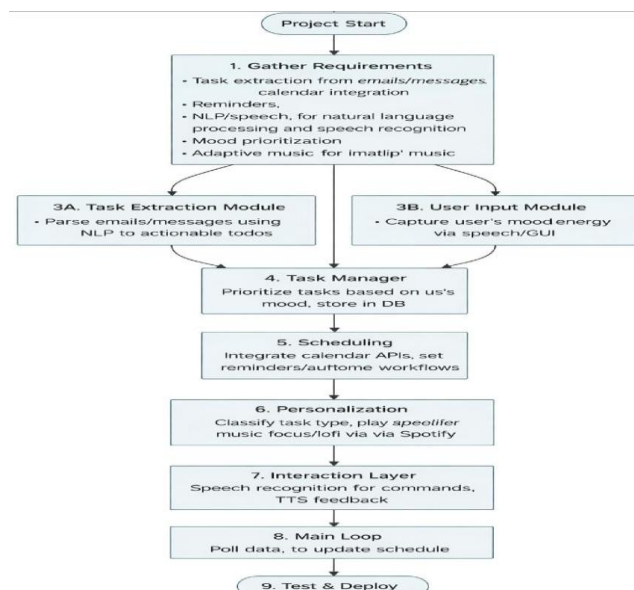 Project Start
1. Gather Requirements
• Task extraction from emails/messages.
calendar integration
• Reminders,
• NLP/speech, for natural language
processing and speech recognition
• Mood prioritization
• Adaptive music for imatlip' music
3A. Task Extraction Module
• Parse emails/messages using
NLP to actionable todos
3B. User Input Module
• Capture user's mood energy
via speech/GUI
4. Task Manager
Prioritize tasks based on us's
mood, store in DB
5. Scheduling
Integrate calendar APIs, set
reminders/auftome workflows
6. Personalization
Classify task type, play speolifer
music focus/lofi via via Spotify
7. Interaction Layer
Speech recognition for commands,
TTS feedback
8. Main Loop
Poll data, to update schedule
9. Test & Deploy